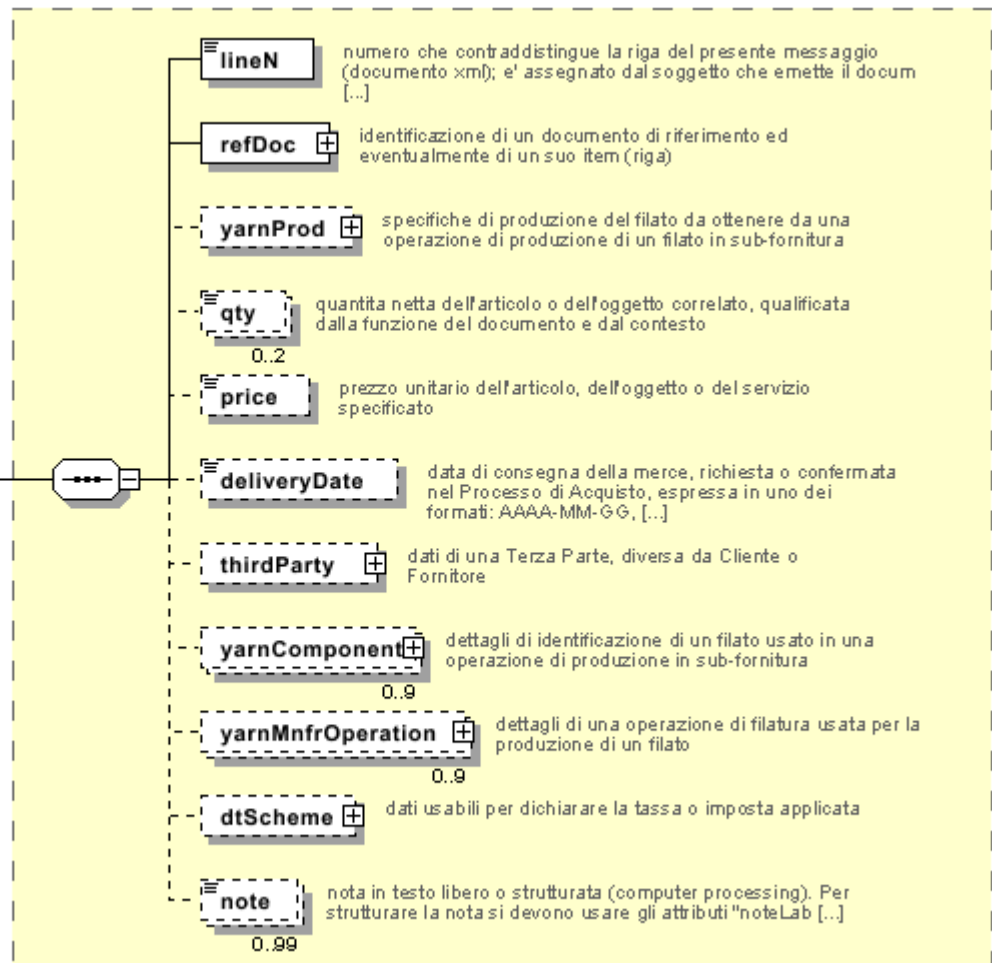 lineN
numero che contraddistingue la riga del presente messaggio
(documento xml); e' assegnato dal soggetto che emette il docum
[...]
refDoc
identificazione di un documento di riferimento ed
eventualmente di un suo item (riga)
yarnProd
specifiche di produzione del filato da ottenere da una
operazione di produzione di un filato in sub-fornitura
qty
quantita netta dell'articolo o dell'oggetto correlato, qualificata
dalla funzione del documento e dal contesto
0..2
price
prezzo unitario dell'articolo, dell'oggetto o del servizio
specificato
deliveryDate
data di consegna della merce, richiesta o confermata
nel Processo di Acquisto, espressa in uno dei
formati: AAAA-MM-GG, [...]
thirdParty
dati di una Terza Parte, diversa da Cliente o
Fornitore
yarnComponent
dettagli di identificazione di un filato usato in una
operazione di produzione in sub-fornitura
0..9
yarnMnfrOperation
dettagli di una operazione di filatura usata per la
produzione di un filato
0..9
dtScheme
dati usabili per dichiarare la tassa o imposta applicata
note
nota in testo libero o strutturata (computer processing). Per
strutturare la nota si devono usare gli attributi "noteLab [...]
0..99